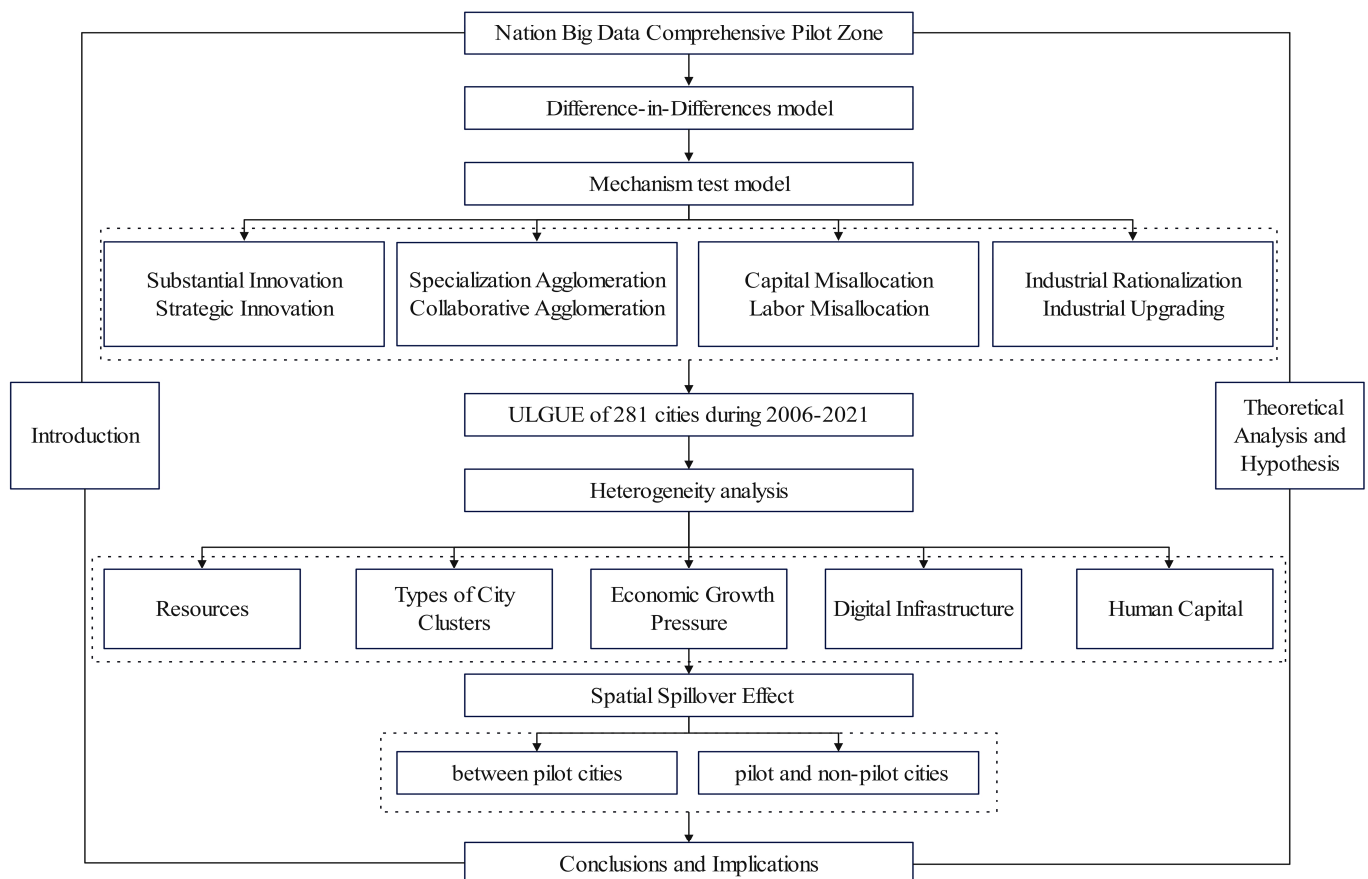 Nation Big Data Comprehensive Pilot Zone
Difference-in-Differences model
Mechanism test model
Substantial Innovation
Strategic Innovation
Specialization Agglomeration
Collaborative Agglomeration
Capital Misallocation
Labor Misallocation
Industrial Rationalization
Industrial Upgrading
Introduction
ULGUE of 281 cities during 2006-2021
Theoretical
Analysis and
Hypothesis
Heterogeneity analysis
Resources
Types of City
Clusters
Economic Growth
Pressure
Digital Infrastructure
Human Capital
Spatial Spillover Effect
between pilot cities
pilot and non-pilot cities
Conclusions and Implications